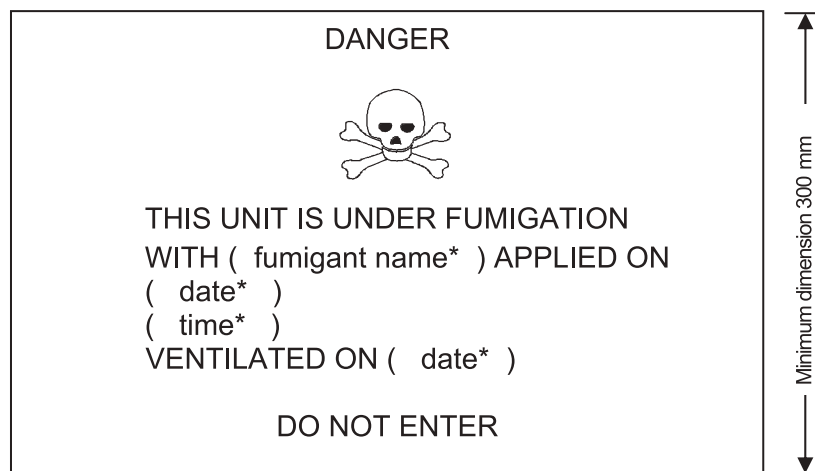 DANGER
THIS UNIT IS UNDER FUMIGATION
WITH ( fumigant name* ) APPLIED ON
( date* )
( time* )
VENTILATED ON ( date* )
DO NOT ENTER
Minimum dimension 300 mm